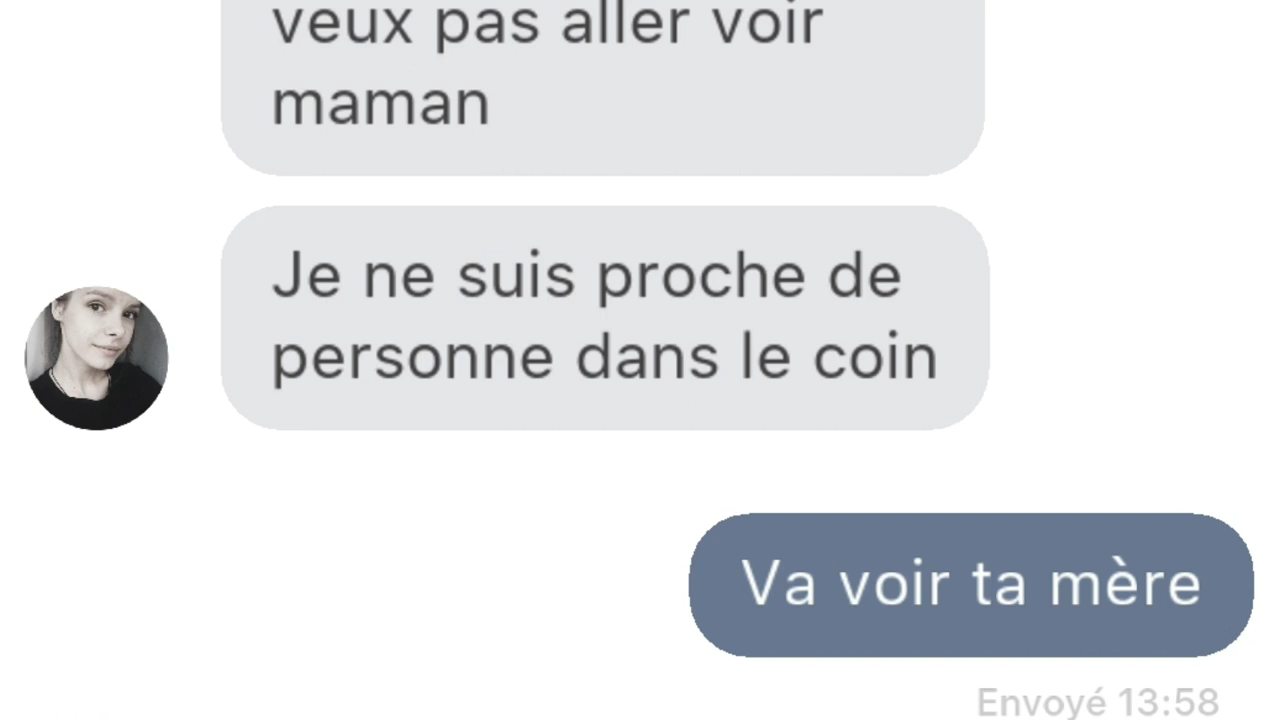 veux pas aller voir
maman
Je ne suis proche de
personne dans le coin
Va voir ta mère
Envoyé 13:58